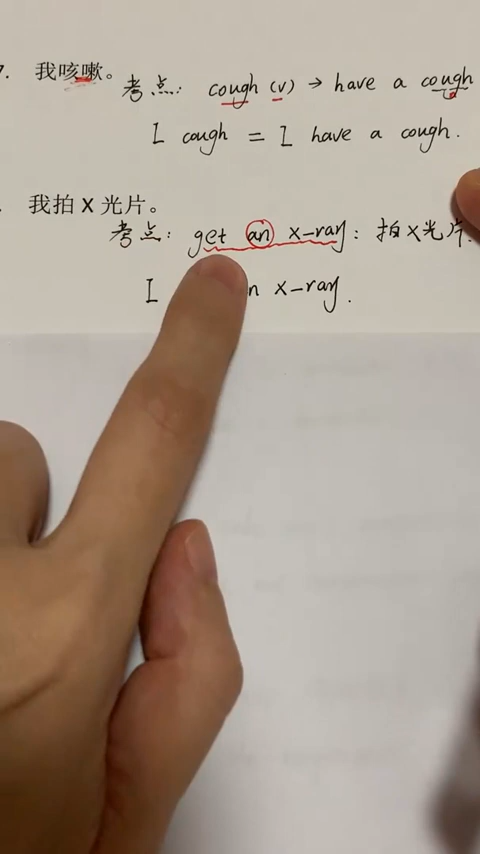 7. 我咳嗽。 考点: cough (v) → have a cough
I cough = I have a cough.
我拍 X 光片。
考点: get an x-ray: 拍X光片.
I n x-ray.